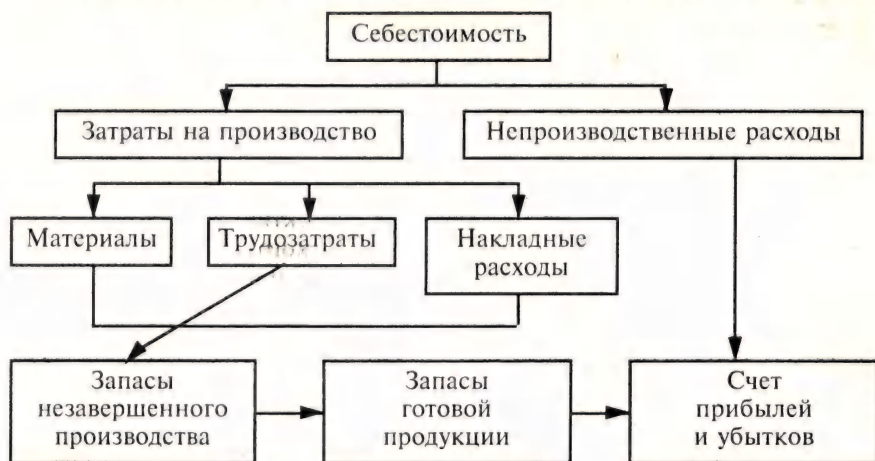 Себестоимость
Затраты на производство
Непроизводственные расходы
Материалы
Трудозатраты
Накладные
расходы
Запасы
незавершенного
производства
Запасы
готовой
продукции
Счет
прибылей
и убытков